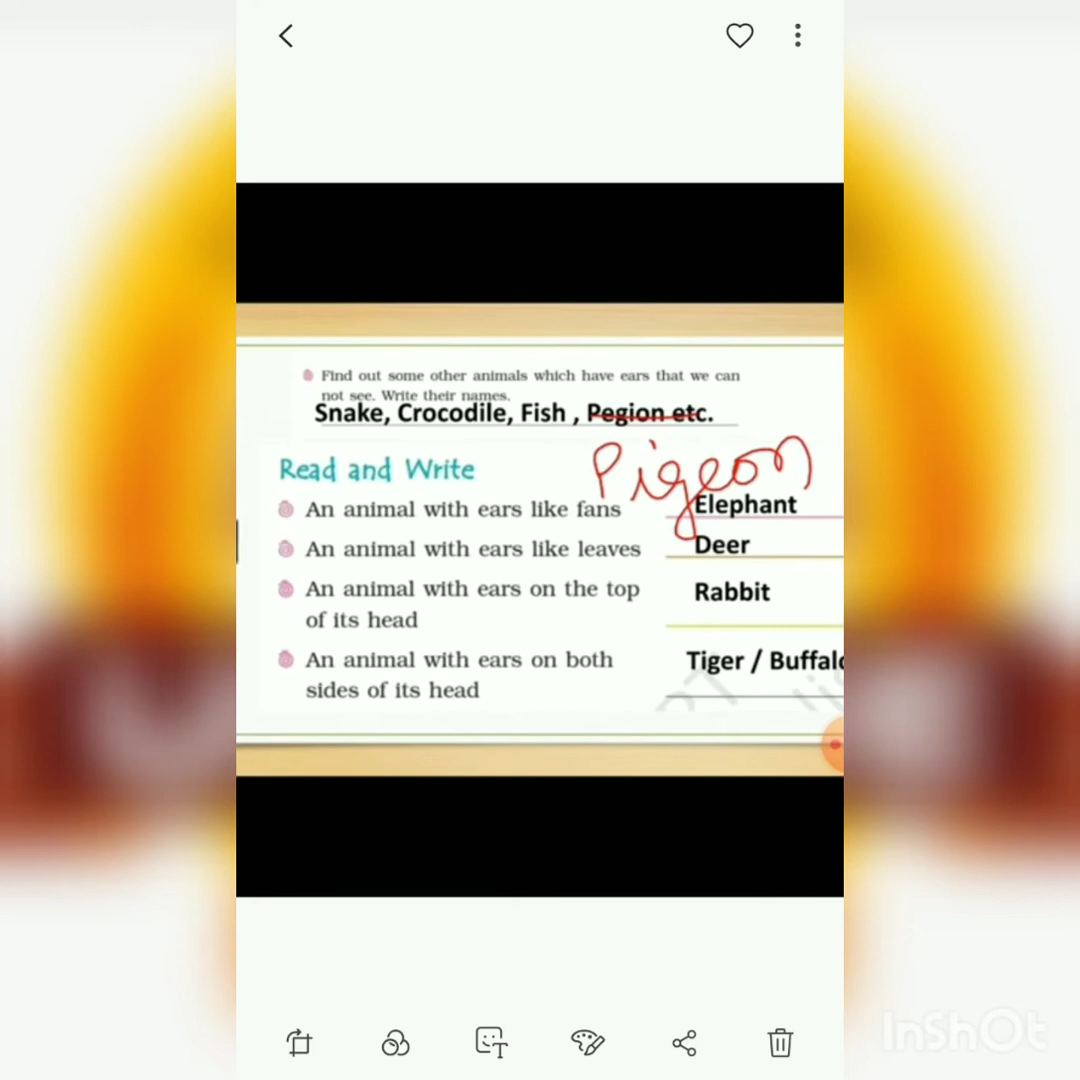 Find out some other animals which have ears that we can
not see. Write their names.
Snake, Crocodile, Fish , Pegion etc.
Pigeon
Read and Write
An animal with ears like fans Elephant
An animal with ears like leaves Deer
An animal with ears on the top Rabbit
of its head
An animal with ears on both Tiger / Buffalo
sides of its head
InShOt